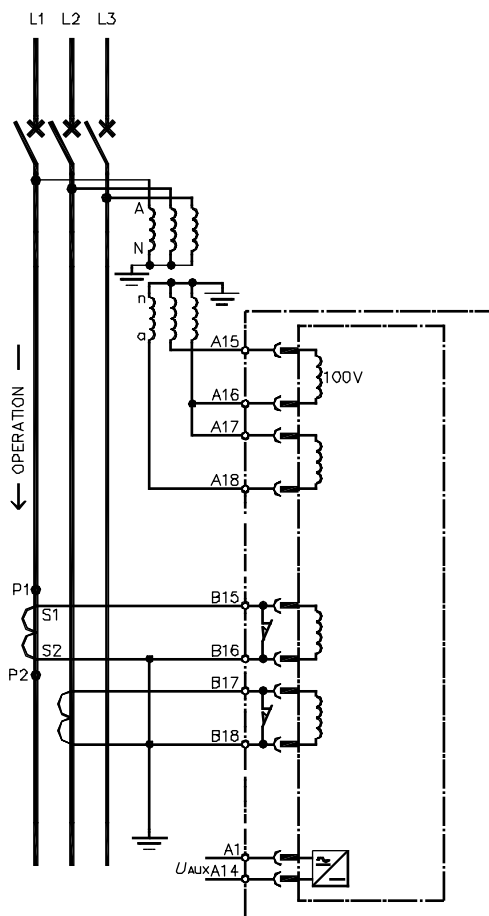 L1 L2 L3
A
N
n
a
A15
100V
A16
A17
OPERATION
A18
P1
S1
B15
S2
B16
P2
B17
B18
A1
UAUX A14